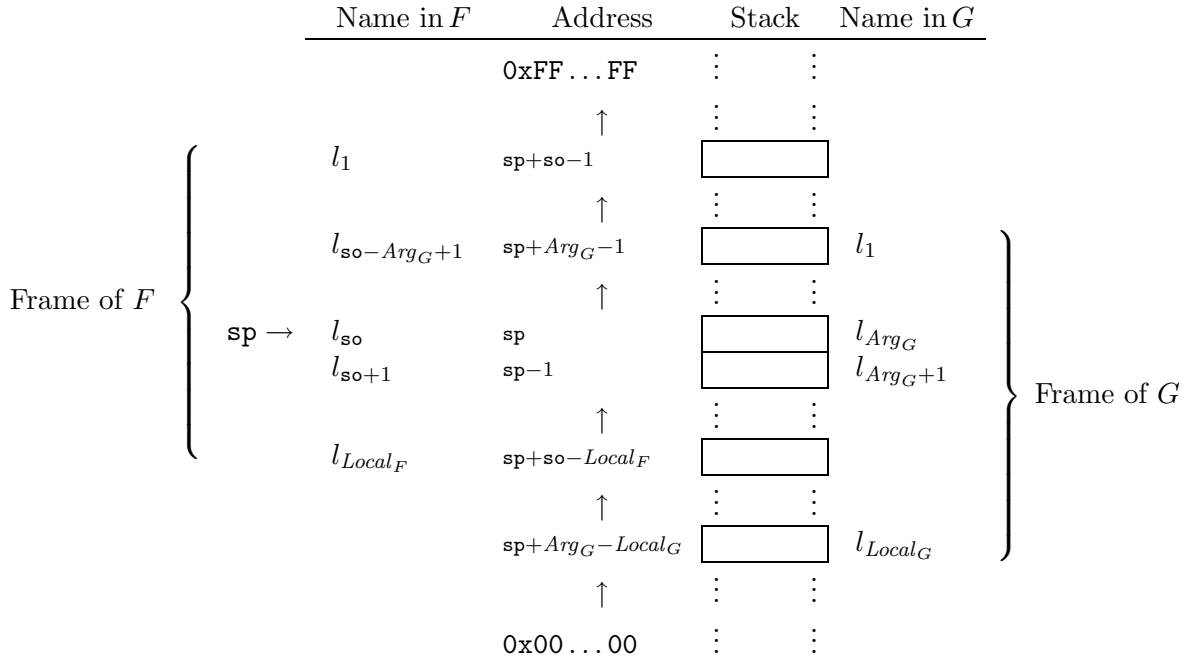 Name in F Address Stack Name in G
0xFF...FF
↑
l₁ sp+so−1
↑
l_{so−Arg_G+1} sp+Arg_G−1 l₁
Frame of F ↑
sp → l_{so} sp l_{Arg_G}
l_{so+1} sp−1 l_{Arg_G+1}
Frame of G
↑
l_{Local_F} sp+so−Local_F
↑
sp+Arg_G−Local_G l_{Local_G}
↑
0x00...00